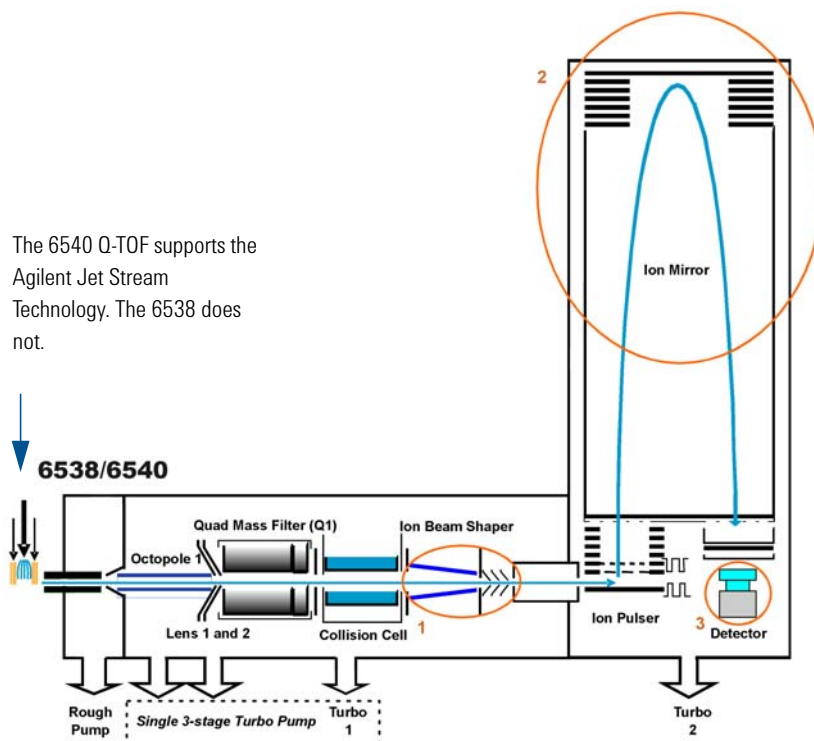 2
The 6540 Q-TOF supports the
Agilent Jet Stream
Technology. The 6538 does
not.
Ion Mirror
6538/6540
Quad Mass Filter (Q1)
Ion Beam Shaper
Octopole 1
1
Lens 1 and 2
Collision Cell
Ion Pulser
3
Detector
Rough
Pump
Single 3-stage Turbo Pump
Turbo
1
Turbo
2